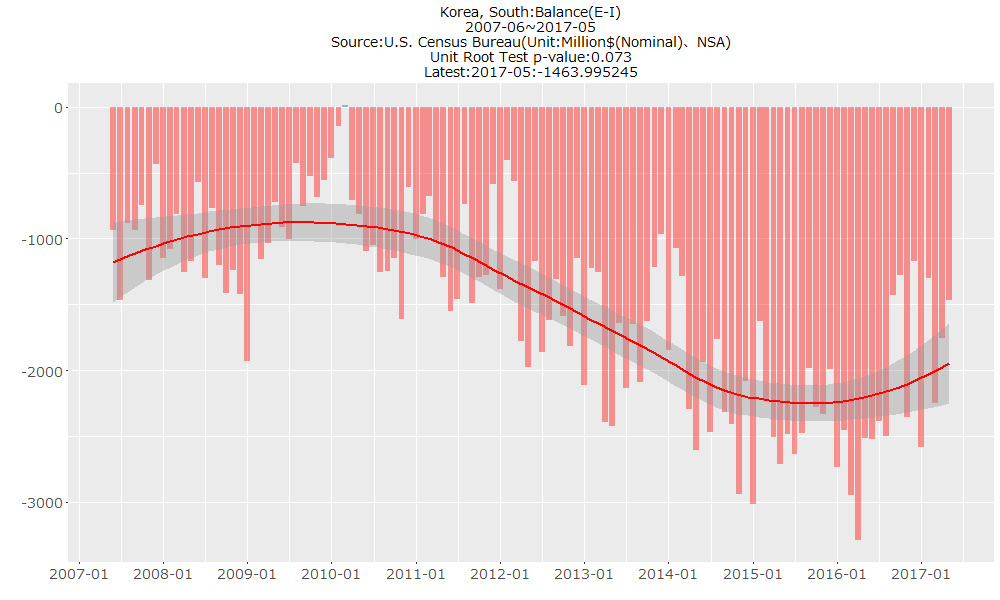 Korea, South:Balance(E-I)
2007-06~2017-05
Source:U.S. Census Bureau(Unit:Million$(Nominal)、NSA)
Unit Root Test p-value:0.073
Latest:2017-05:-1463.995245
0
-1000
-2000
-3000
2007-01 2008-01 2009-01 2010-01 2011-01 2012-01 2013-01 2014-01 2015-01 2016-01 2017-01